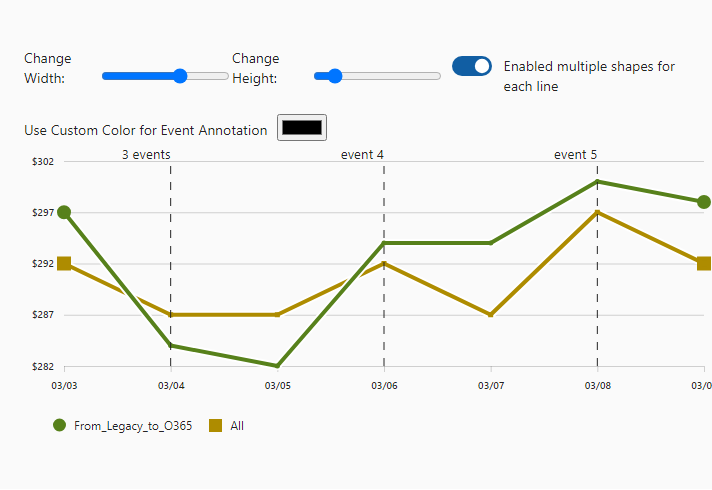 Change
Width:
Change
Height:
Enabled multiple shapes for
each line
Use Custom Color for Event Annotation
3 events
event 4
event 5
$302
$297
$292
$287
$282
03/03
03/04
03/05
03/06
03/07
03/08
From_Legacy_to_O365
All